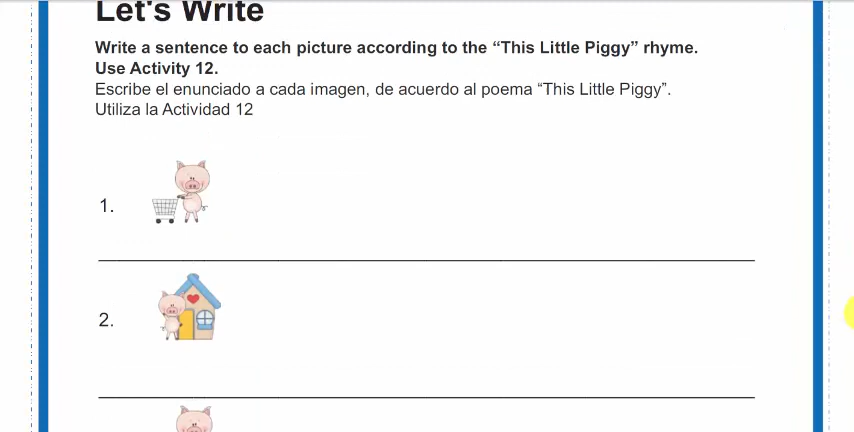 Let's Write
Write a sentence to each picture according to the “This Little Piggy” rhyme.
Use Activity 12.
Escribe el enunciado a cada imagen, de acuerdo al poema “This Little Piggy”.
Utiliza la Actividad 12
1.
2.